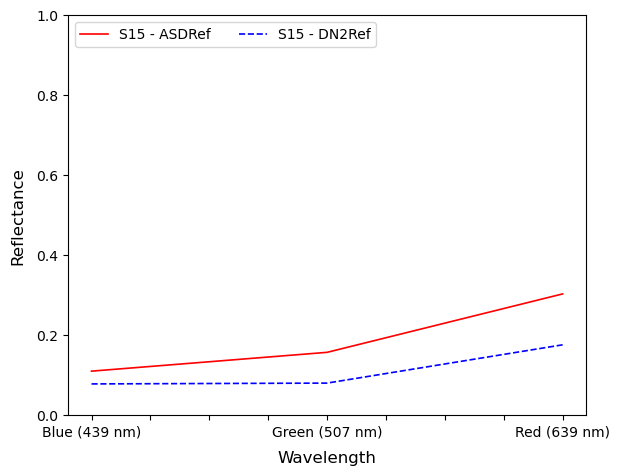 S15 - ASDRef
S15 - DN2Ref
1.0
0.8
0.6
0.4
0.2
0.0
Reflectance
Blue (439 nm)
Green (507 nm)
Red (639 nm)
Wavelength